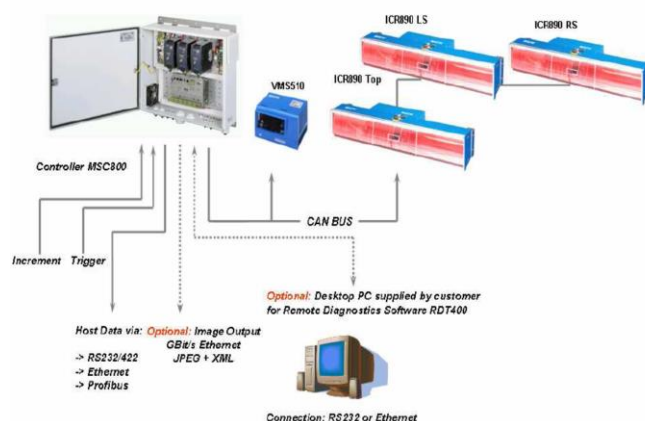 ICR890 LS
ICR890 RS
VMS510
ICR890 Top
Controller MSC800
CAN BUS
Increment Trigger
Optional: Desktop PC supplied by customer
for Remote Diagnostics Software RDT400
Host Data via:
-> RS232/422
-> Ethernet
-> Profibus
Optional: Image Output
GBit/s Ethernet
JPEG + XML
Connection: RS232 or Ethernet